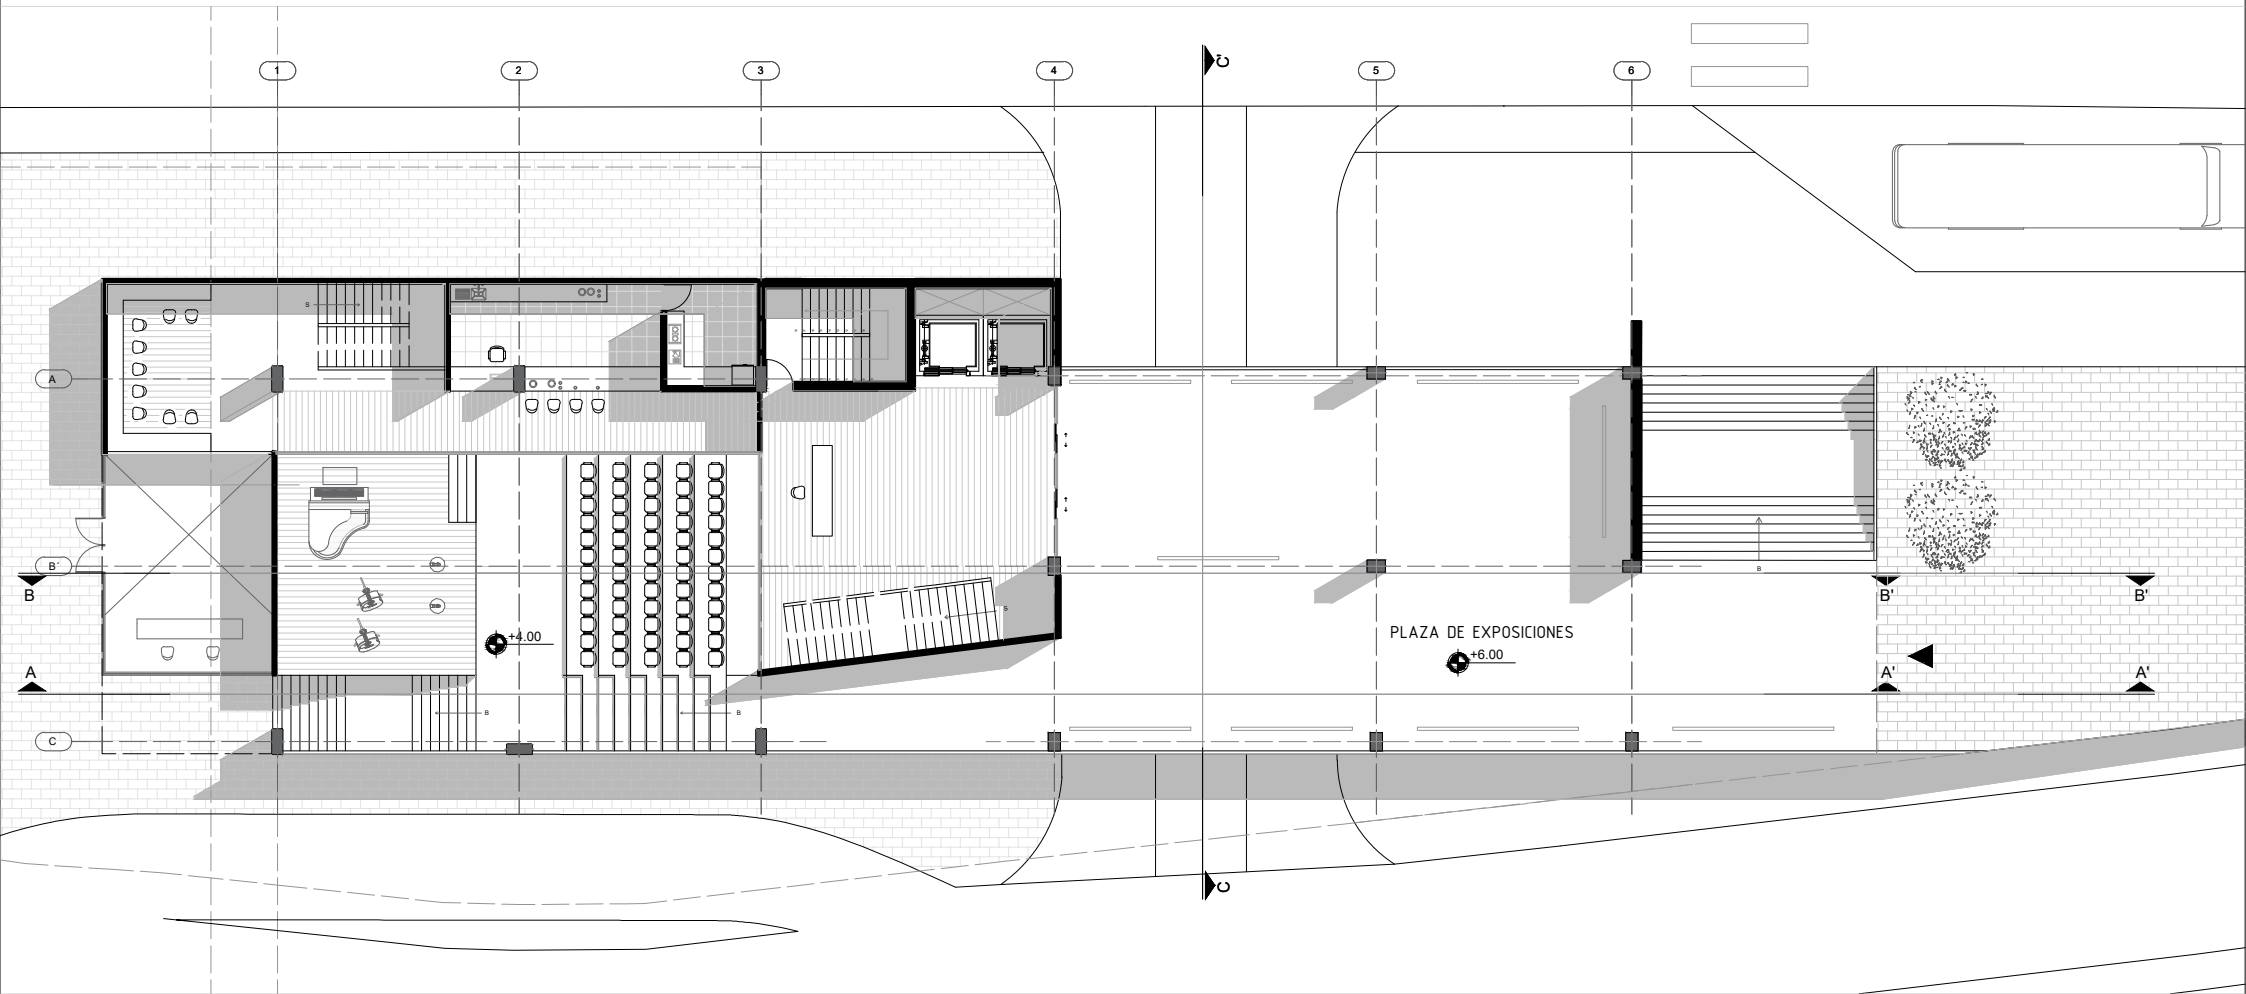 1 2 3 4 5 6
C'
S
A
S
B'
B
B
B' B'
+4.00
PLAZA DE EXPOSICIONES
+6.00
B
A
A' A'
B B
C
C